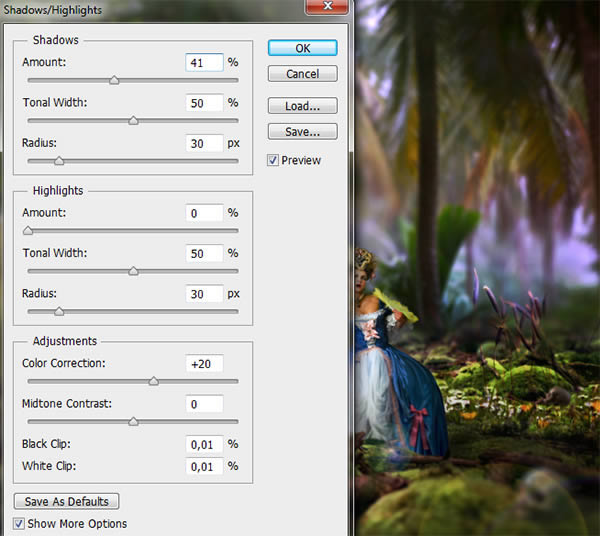 Shadows/Highlights
Shadows
OK
Amount: 41 %
Cancel
Tonal Width: 50 %
Load...
Save...
Radius: 30 px
Preview
Highlights
Amount: 0 %
Tonal Width: 50 %
Radius: 30 px
Adjustments
Color Correction: +20
Midtone Contrast: 0
Black Clip: 0,01 %
White Clip: 0,01 %
Save As Defaults
Show More Options